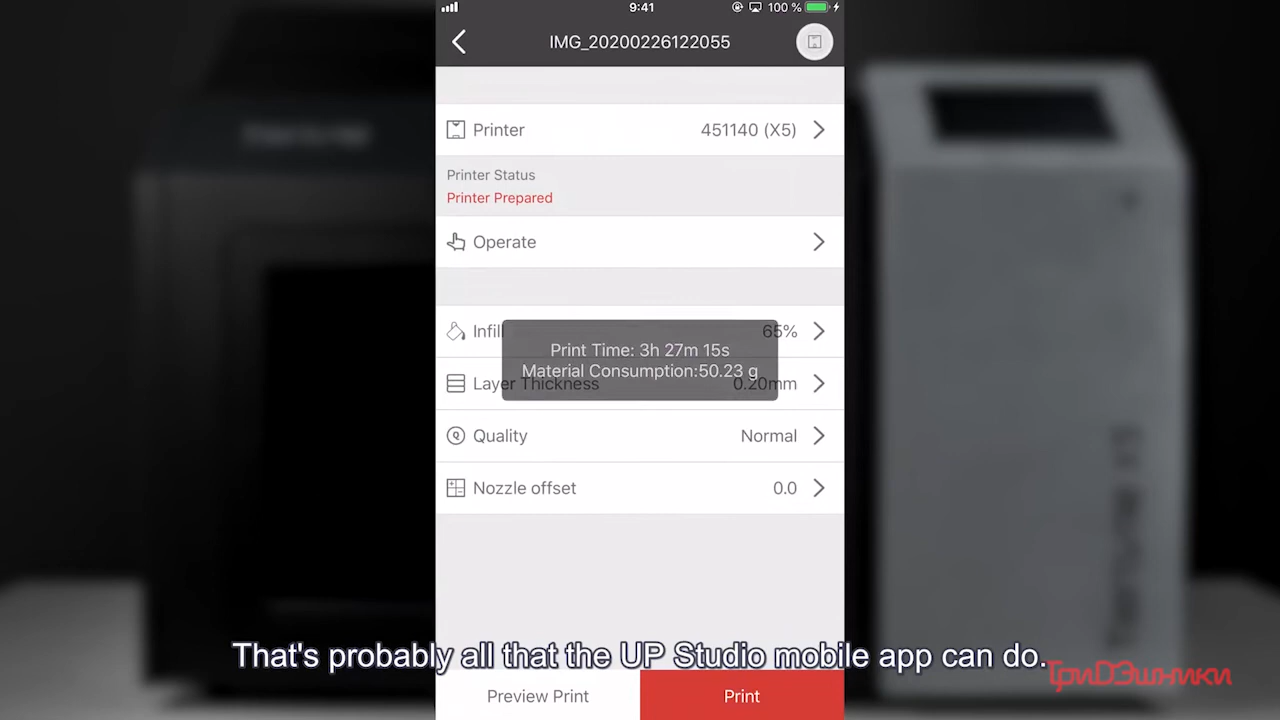 9:41
100 %
IMG_20200226122055
Printer 451140 (X5)
Printer Status
Printer Prepared
Operate
Infill 65%
Print Time: 3h 27m 15s
Material Consumption:50.23 g
Layer Thickness 0.20mm
Quality Normal
Nozzle offset 0.0
That's probably all that the UP Studio mobile app can do.
ТриDЭшники
Preview Print
Print